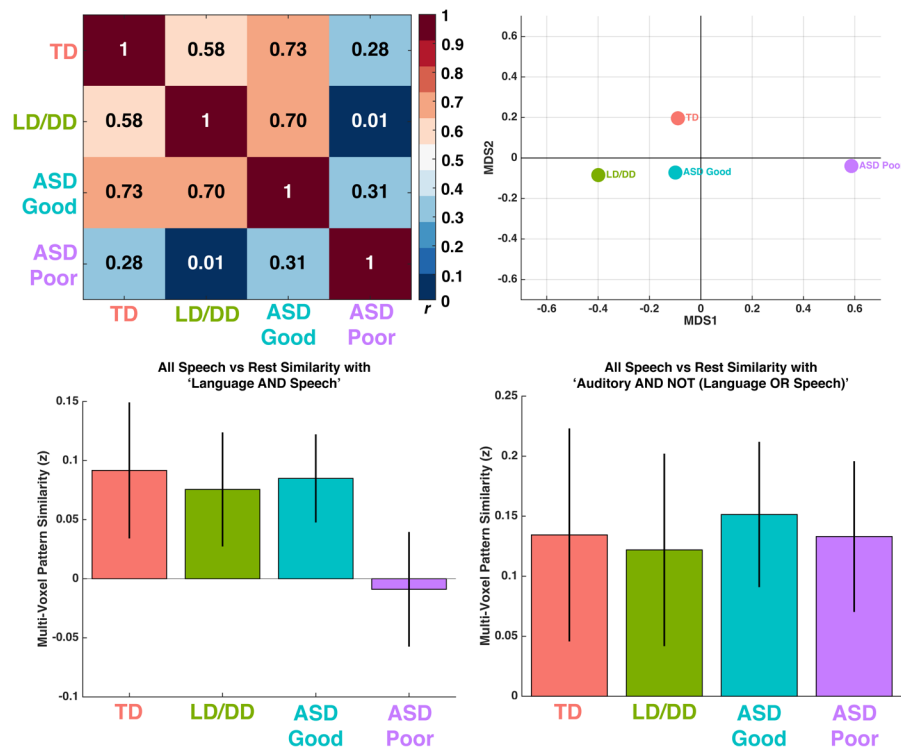 TD
LD/DD
ASD
Good
ASD
Poor
1 0.58 0.73 0.28
0.58 1 0.70 0.01
0.73 0.70 1 0.31
0.28 0.01 0.31 1
TD LD/DD ASD ASD
Good Poor
1
0.9
0.8
0.7
0.6
0.5
0.4
0.3
0.2
0.1
0
r
MDS2
0.6
0.4
0.2
0
-0.2
-0.4
-0.6
TD
LD/DD
ASD Good
ASD Poo
-0.6 -0.4 -0.2 0 0.2 0.4 0.6
MDS1
All Speech vs Rest Similarity with
‘Language AND Speech’
Multi-Voxel Pattern Similarity (z)
0.15
0.1
0.05
0
-0.05
-0.1
TD LD/DD ASD ASD
Good Poor
All Speech vs Rest Similarity with
‘Auditory AND NOT (Language OR Speech)’
Multi-Voxel Pattern Similarity (z)
0.25
0.2
0.15
0.1
0.05
0
TD LD/DD ASD ASD
Good Poor